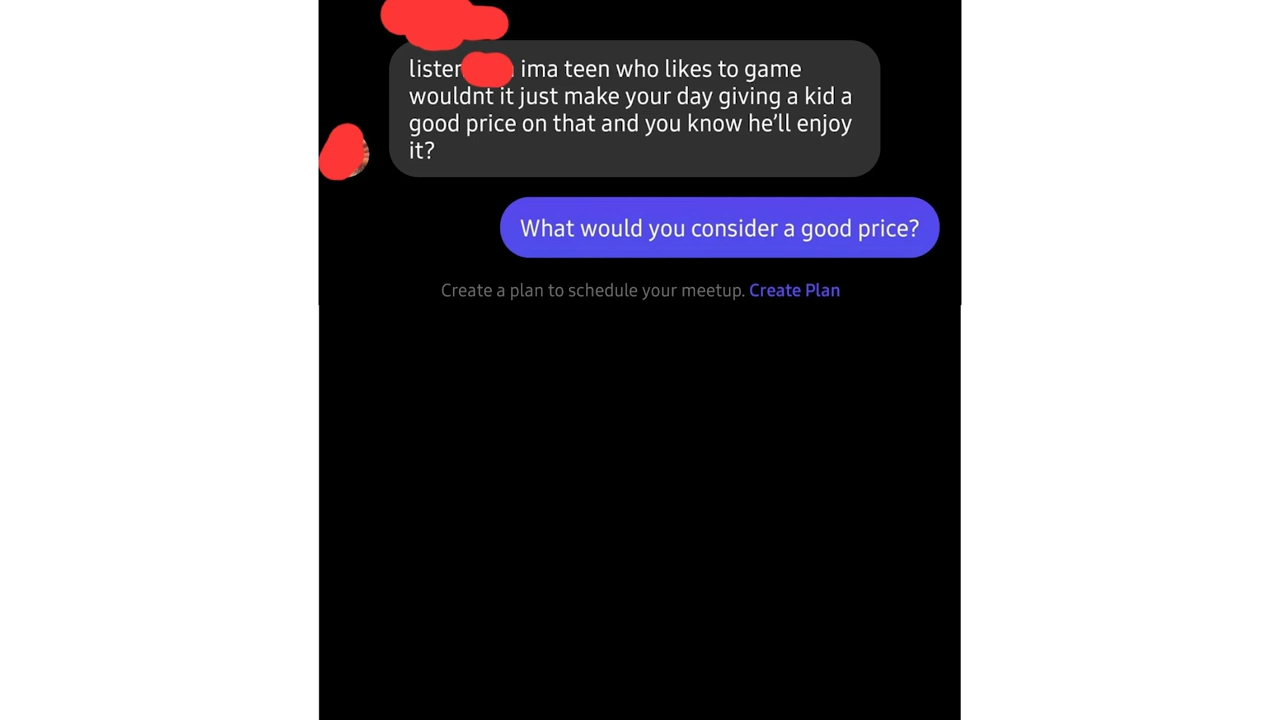 listen ima teen who likes to game
wouldnt it just make your day giving a kid a
good price on that and you know he'll enjoy
it?
What would you consider a good price?
Create a plan to schedule your meetup. Create Plan